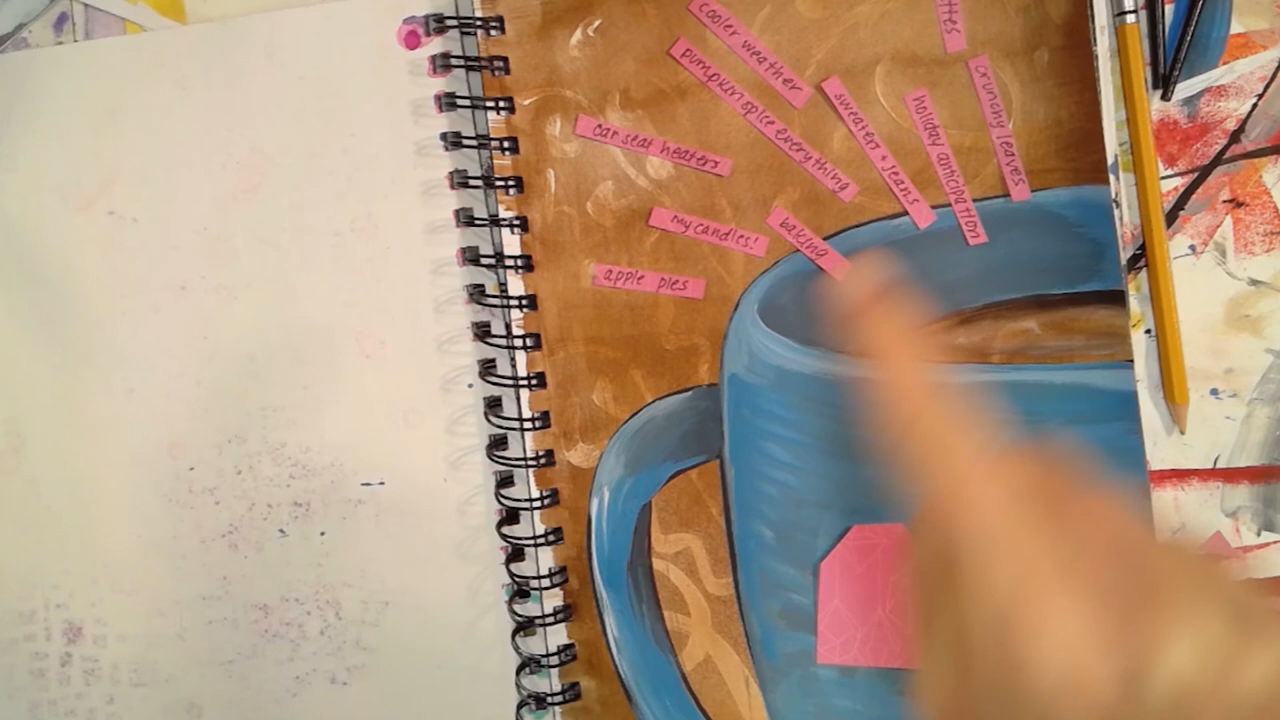 cooler weather
pumpkin spice everything
car seat heaters
sweaters + jeans
holiday anticipation
crunchy leaves
my candles!
baking
apple pies